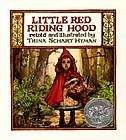 LITTLE RED
RIDING HOOD
retold and illustrated by
TRINA SCHART HYMAN